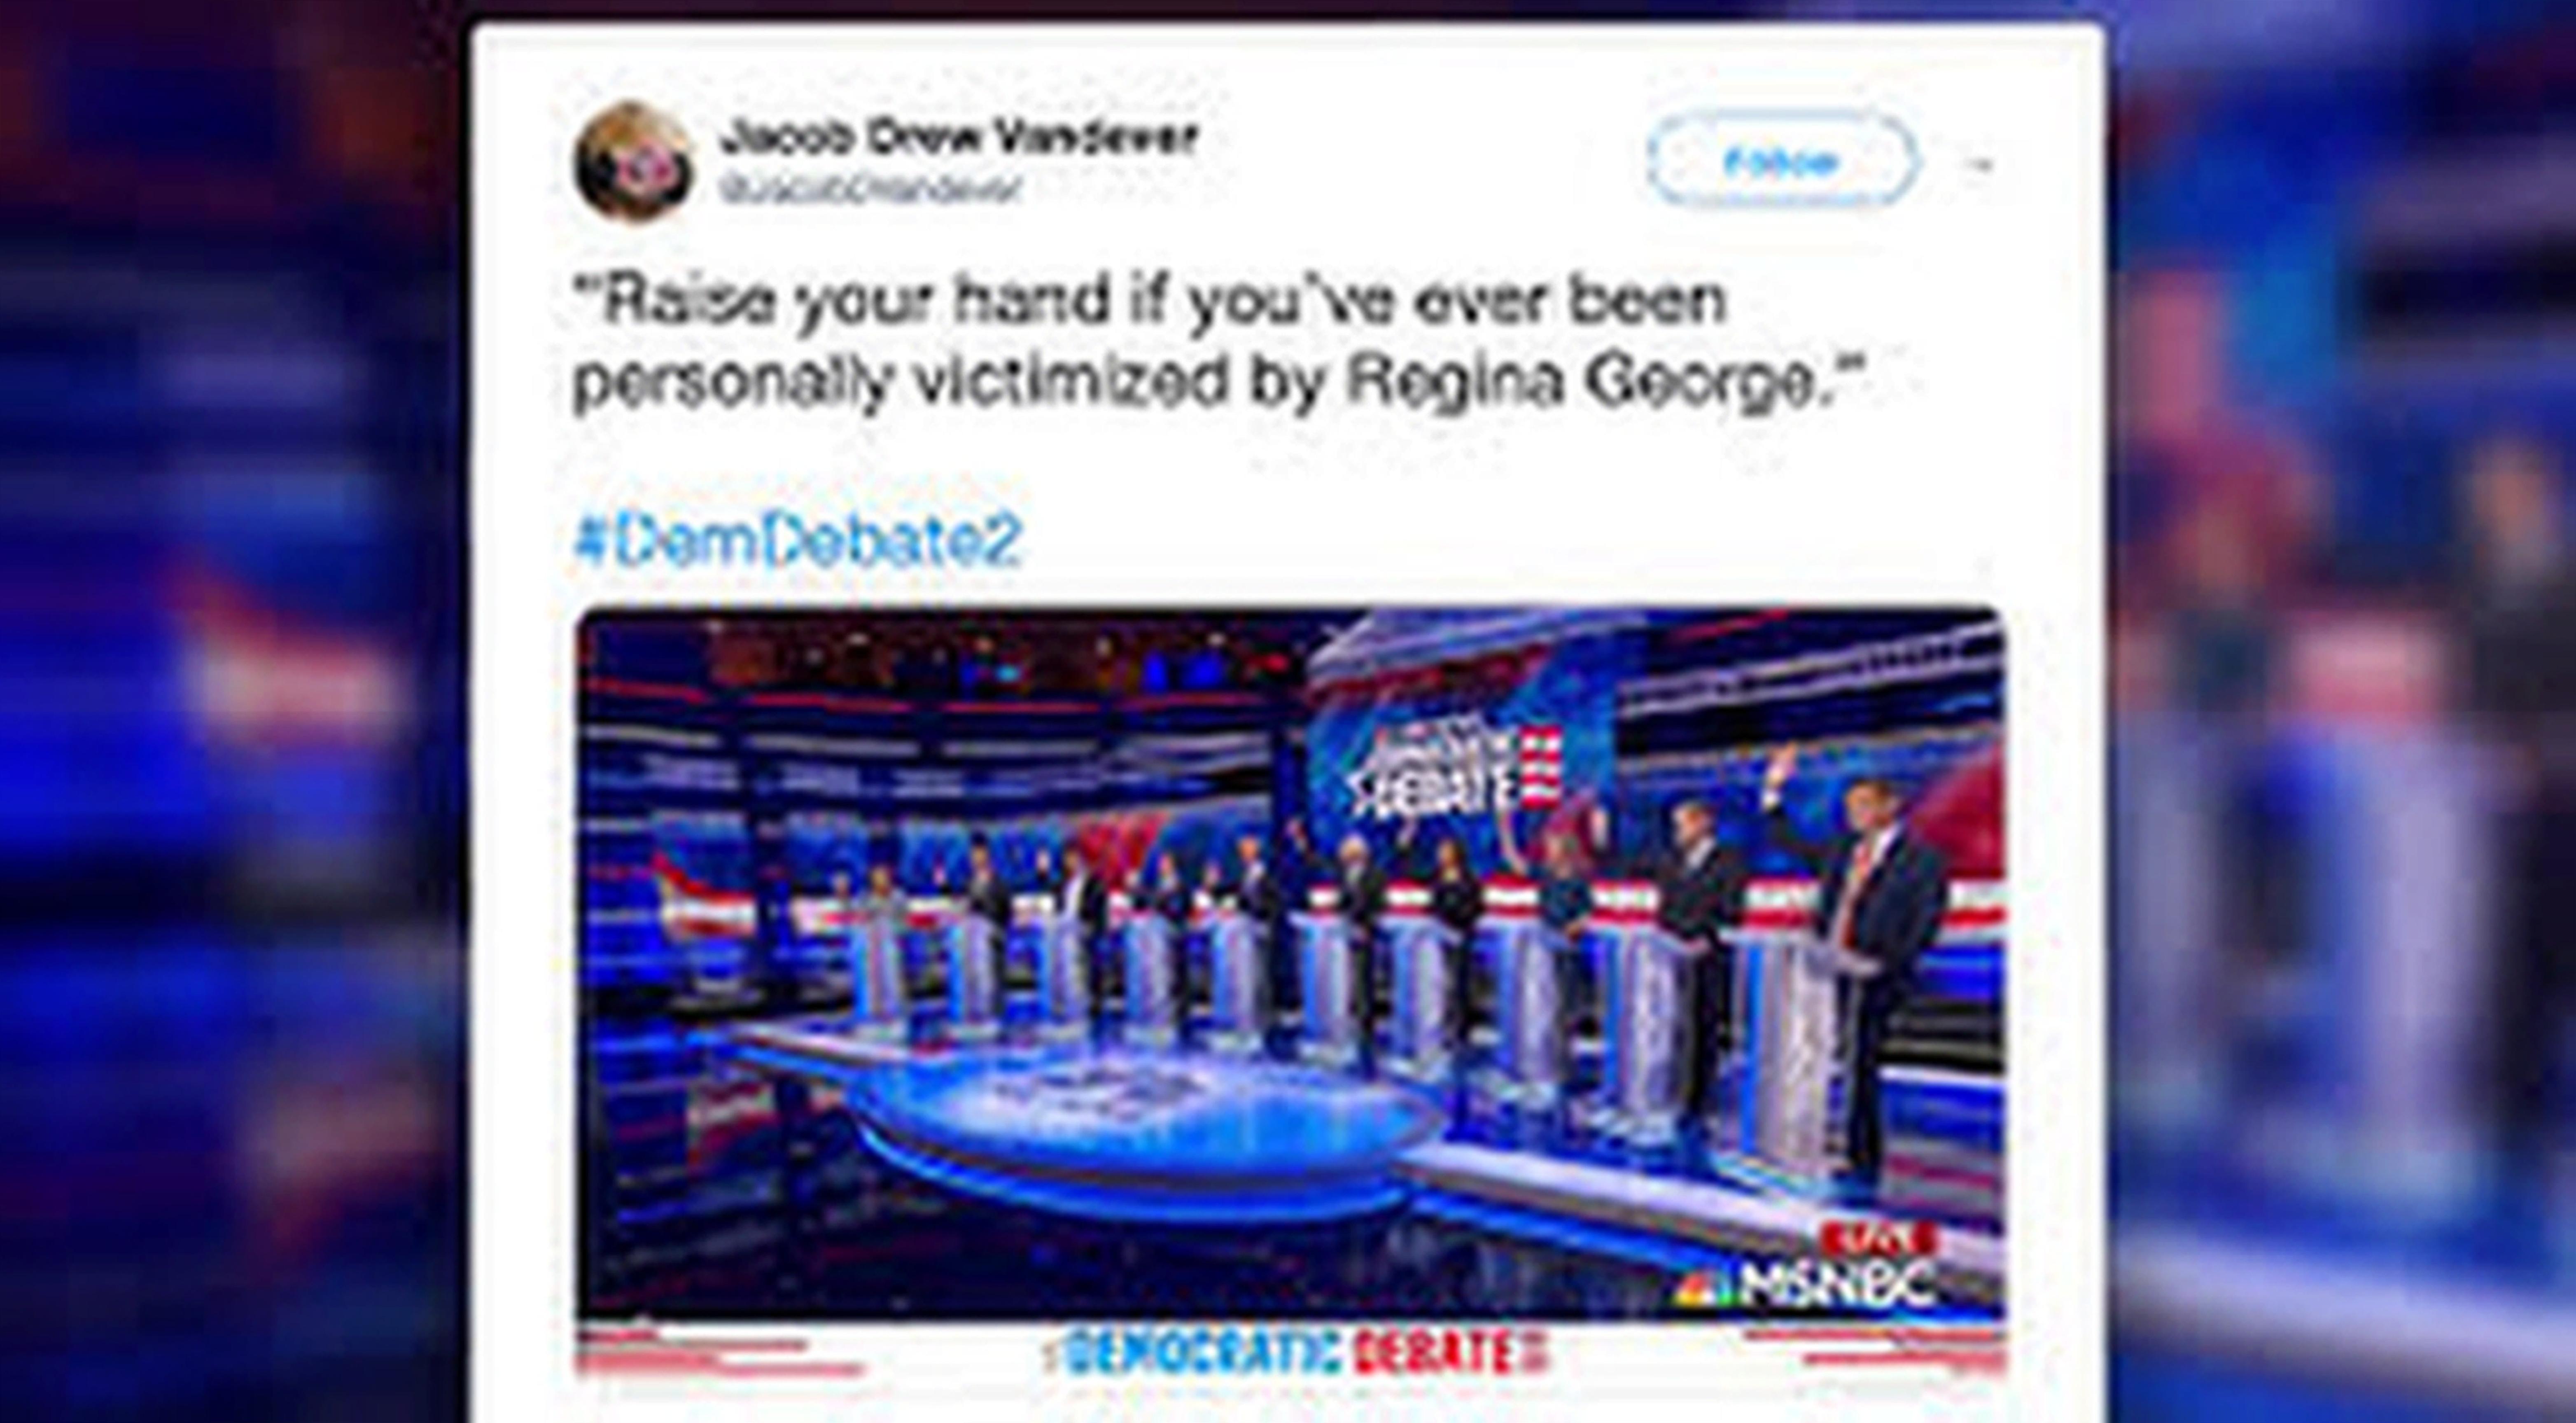 Jacob Drew Vandever
@JacobDVandever
Follow
"Raise your hand if you've ever been
personally victimized by Regina George."
#DemDebate2
DEBATE
LIVE
MSNBC
DEMOCRATIC DEBATE